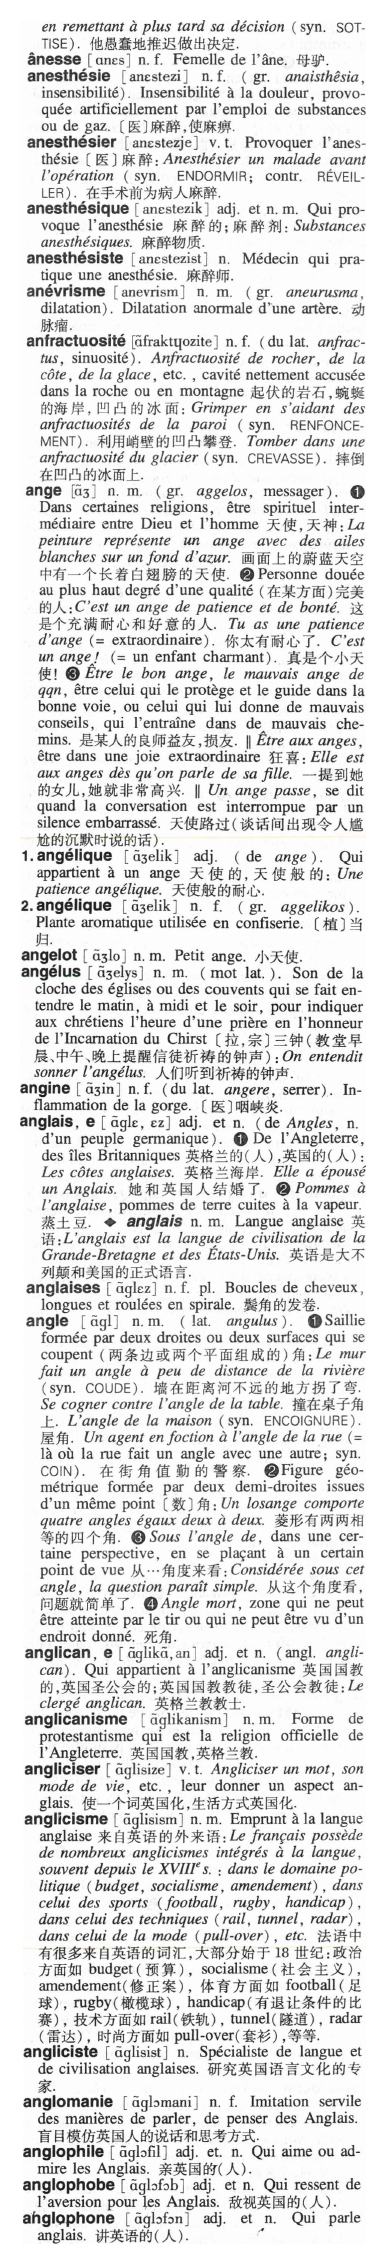 en remettant à plus tard sa décision (syn. SOT-
TISE). 他愚蠢地推迟做出决定.
ânesse [anɛs] n. f. Femelle de l'âne. 母驴.
anesthésie [anɛstezi] n. f. (gr. anaisthêsia,
insensibilité). Insensibilité à la douleur, provo-
quée artificiellement par l'emploi de substances
ou de gaz. 〔医〕麻醉,使麻痹.
anesthésier [anɛstezje] v. t. Provoquer l'anes-
thésie〔医〕麻醉: Anesthésier un malade avant
l'opération (syn. ENDORMIR; contr. RÉVEIL-
LER). 在手术前为病人麻醉.
anesthésique [anɛstezik] adj. et n. m. Qui pro-
voque l'anesthésie 麻醉的; 麻醉剂: Substances
anesthésiques. 麻醉物质.
anesthésiste [anɛstezist] n. Médecin qui pra-
tique une anesthésie. 麻醉师.
anévrisme [anevrism] n. m. (gr. aneurusma,
dilatation). Dilatation anormale d'une artère. 动
脉瘤.
anfractuosité [ɑ̃fraktɥozite] n. f. (du lat. anfrac-
tus, sinuosité). Anfractuosité de rocher, de la
côte, de la glace, etc., cavité nettement accusée
dans la roche ou en montagne 起伏的岩石,蜿蜒
的海岸,凹凸的冰面: Grimper en s'aidant des
anfractuosités de la paroi (syn. RENFONCE-
MENT). 利用峭壁的凹凸攀登. Tomber dans une
anfractuosité du glacier (syn. CREVASSE). 摔倒
在凹凸的冰面上.
ange [ɑ̃ʒ] n. m. (gr. aggelos, messager). ❶
Dans certaines religions, être spirituel inter-
médiaire entre Dieu et l'homme 天使,天神: La
peinture représente un ange avec des ailes
blanches sur un fond d'azur. 画面上的蔚蓝天空
中有一个长着白翅膀的天使. ❷ Personne douée
au plus haut degré d'une qualité (在某方面)完美
的人: C'est un ange de patience et de bonté. 这
是个充满耐心和好意的人. Tu as une patience
d'ange (= extraordinaire). 你太有耐心了. C'est
un ange! (= un enfant charmant). 真是个小天
使! ❸ Être le bon ange, le mauvais ange de
qqn, être celui qui le protège et le guide dans la
bonne voie, ou celui qui lui donne de mauvais
conseils, qui l'entraîne dans de mauvais che-
mins. 是某人的良师益友,损友. ‖ Être aux anges,
être dans une joie extraordinaire 狂喜: Elle est
aux anges dès qu'on parle de sa fille. 一提到她
的女儿,她就非常高兴. ‖ Un ange passe, se dit
quand la conversation est interrompue par un
silence embarrassé. 天使路过(谈话间出现令人尴
尬的沉默时说的话).
1. angélique [ɑ̃ʒelik] adj. (de ange). Qui
appartient à un ange 天使的,天使般的: Une
patience angélique. 天使般的耐心.
2. angélique [ɑ̃ʒelik] n. f. (gr. aggelikos).
Plante aromatique utilisée en confiserie. 〔植〕当
归.
angelot [ɑ̃ʒlo] n. m. Petit ange. 小天使.
angélus [ɑ̃ʒelys] n. m. (mot lat.). Son de la
cloche des églises ou des couvents qui se fait en-
tendre le matin, à midi et le soir, pour indiquer
aux chrétiens l'heure d'une prière en l'honneur
de l'Incarnation du Chirst〔拉,宗〕三钟(教堂早
晨、中午、晚上提醒信徒祈祷的钟声): On entendit
sonner l'angélus. 人们听到祈祷的钟声.
angine [ɑ̃ʒin] n. f. (du lat. angere, serrer). In-
flammation de la gorge. 〔医〕咽峡炎.
anglais, e [ɑ̃glɛ, ɛz] adj. et n. (de Angles, n.
d'un peuple germanique). ❶ De l'Angleterre,
des îles Britanniques 英格兰的(人),英国的(人):
Les côtes anglaises. 英格兰海岸. Elle a épousé
un Anglais. 她和英国人结婚了. ❷ Pommes à
l'anglaise, pommes de terre cuites à la vapeur.
蒸土豆. ◆ anglais n. m. Langue anglaise 英
语: L'anglais est la langue de civilisation de la
Grande-Bretagne et des États-Unis. 英语是大不
列颠和美国的正式语言.
anglaises [ɑ̃glɛz] n. f. pl. Boucles de cheveux,
longues et roulées en spirale. 鬓角的发卷.
angle [ɑ̃gl] n. m. (lat. angulus). ❶ Saillie
formée par deux droites ou deux surfaces qui se
coupent (两条边或两个平面组成的)角: Le mur
fait un angle à peu de distance de la rivière
(syn. COUDE). 墙在距离河不远的地方拐了弯.
Se cogner contre l'angle de la table. 撞在桌子角
上. L'angle de la maison (syn. ENCOIGNURE).
屋角. Un agent en foction à l'angle de la rue (=
là où la rue fait un angle avec une autre; syn.
COIN). 在街角值勤的警察. ❷ Figure géo-
métrique formée par deux demi-droites issues
d'un même point〔数〕角: Un losange comporte
quatre angles égaux deux à deux. 菱形有两两相
等的四个角. ❸ Sous l'angle de, dans une cer-
taine perspective, en se plaçant à un certain
point de vue 从…角度来看: Considérée sous cet
angle, la question paraît simple. 从这个角度看,
问题就简单了. ❹ Angle mort, zone qui ne peut
être atteinte par le tir ou qui ne peut être vu d'un
endroit donné. 死角.
anglican, e [ɑ̃glikɑ̃, an] adj. et n. (angl. angli-
can). Qui appartient à l'anglicanisme 英国国教
的,英国圣公会的;英国国教教徒,圣公会教徒: Le
clergé anglican. 英格兰教教士.
anglicanisme [ɑ̃glikanism] n. m. Forme de
protestantisme qui est la religion officielle de
l'Angleterre. 英国国教,英格兰教.
angliciser [ɑ̃glisize] v. t. Angliciser un mot, son
mode de vie, etc., leur donner un aspect an-
glais. 使一个词英国化,生活方式英国化.
anglicisme [ɑ̃glisism] n. m. Emprunt à la langue
anglaise 来自英语的外来语: Le français possède
de nombreux anglicismes intégrés à la langue,
souvent depuis le XVIIIᵉ s. : dans le domaine po-
litique (budget, socialisme, amendement), dans
celui des sports (football, rugby, handicap),
dans celui des techniques (rail, tunnel, radar),
dans celui de la mode (pull-over), etc. 法语中
有很多来自英语的词汇,大部分始于 18 世纪:政治
方面如 budget(预算), socialisme(社会主义),
amendement(修正案), 体育方面如 football(足
球), rugby(橄榄球), handicap(有退让条件的比
赛), 技术方面如 rail(铁轨), tunnel(隧道), radar
(雷达), 时尚方面如 pull-over(套衫),等等.
angliciste [ɑ̃glisist] n. Spécialiste de langue et
de civilisation anglaises. 研究英国语言文化的专
家.
anglomanie [ɑ̃glɔmani] n. f. Imitation servile
des manières de parler, de penser des Anglais.
盲目模仿英国人的说话和思考方式.
anglophile [ɑ̃glɔfil] adj. et. n. Qui aime ou ad-
mire les Anglais. 亲英国的(人).
anglophobe [ɑ̃glɔfɔb] adj. et n. Qui ressent de
l'aversion pour les Anglais. 敌视英国的(人).
anglophone [ɑ̃glɔfɔn] adj. et n. Qui parle
anglais. 讲英语的(人).